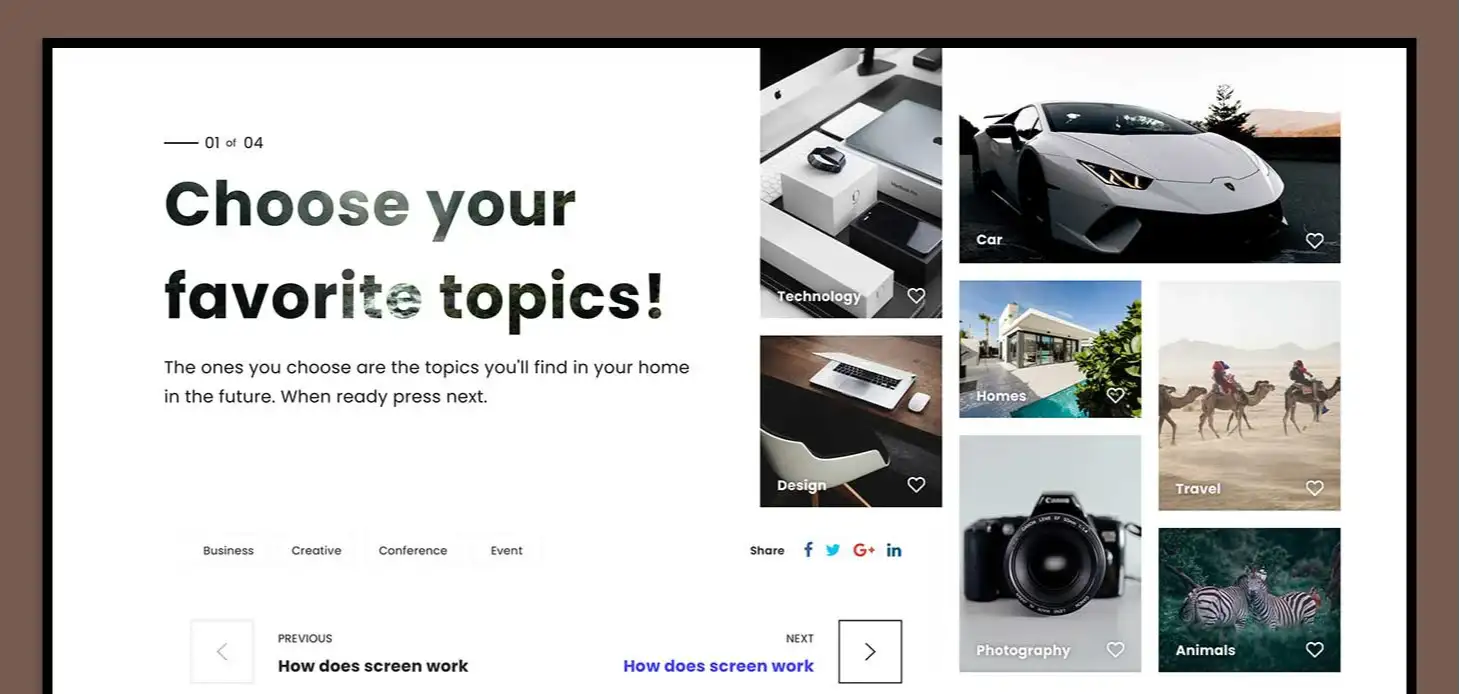 01 of 04
Choose your
favorite topics!
The ones you choose are the topics you'll find in your home
in the future. When ready press next.
Business Creative Conference Event
Share f G+ in
PREVIOUS
How does screen work
NEXT
How does screen work
Technology
Design
Car
Homes
Travel
Canon
Photography
Animals